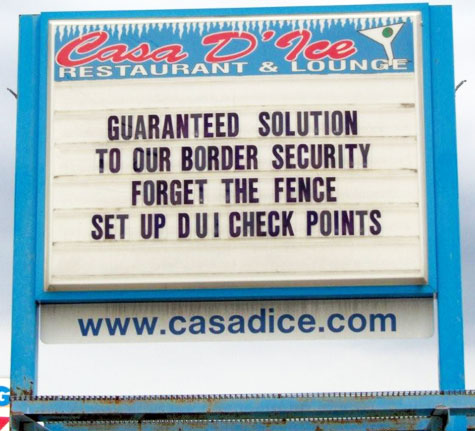 Casa D'Ice
RESTAURANT & LOUNGE
GUARANTEED SOLUTION
TO OUR BORDER SECURITY
FORGET THE FENCE
SET UP DUI CHECK POINTS
www.casadice.com